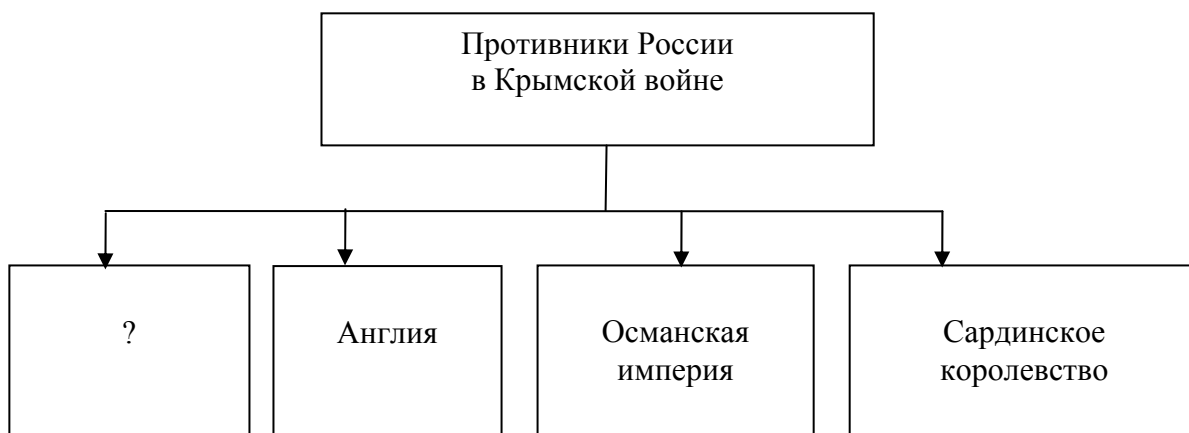 Противники России
в Крымской войне
?
Англия
Османская
империя
Сардинское
королевство